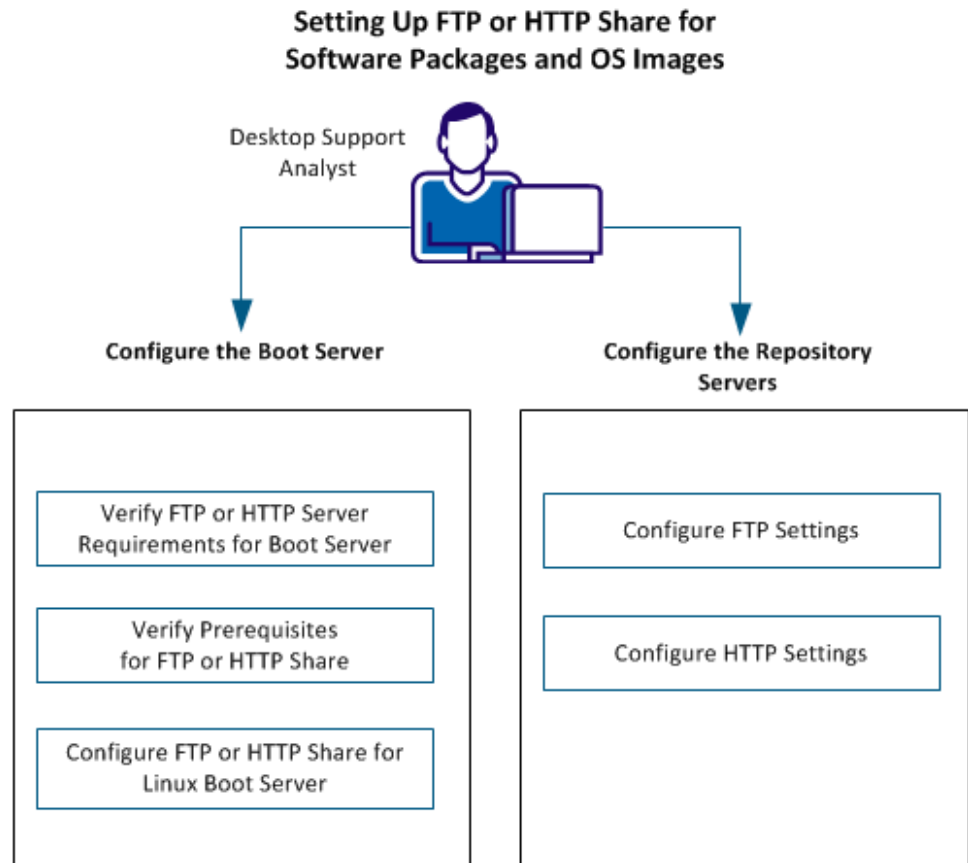 Setting Up FTP or HTTP Share for
Software Packages and OS Images
Desktop Support
Analyst
Configure the Boot Server
Verify FTP or HTTP Server
Requirements for Boot Server
Verify Prerequisites
for FTP or HTTP Share
Configure FTP or HTTP Share for
Linux Boot Server
Configure the Repository
Servers
Configure FTP Settings
Configure HTTP Settings